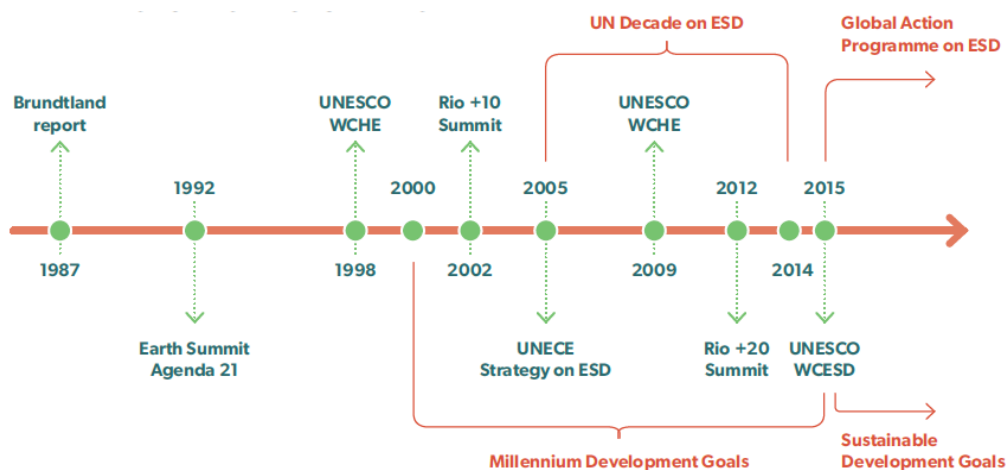 UN Decade on ESD
Global Action
Programme on ESD
Brundtland
report
UNESCO
WCHE
Rio +10
Summit
UNESCO
WCHE
1992
2000
2005
2012
2015
1987
1998
2002
2009
2014
Earth Summit
Agenda 21
UNECE
Strategy on ESD
Rio +20
Summit
UNESCO
WCESD
Millennium Development Goals
Sustainable
Development Goals